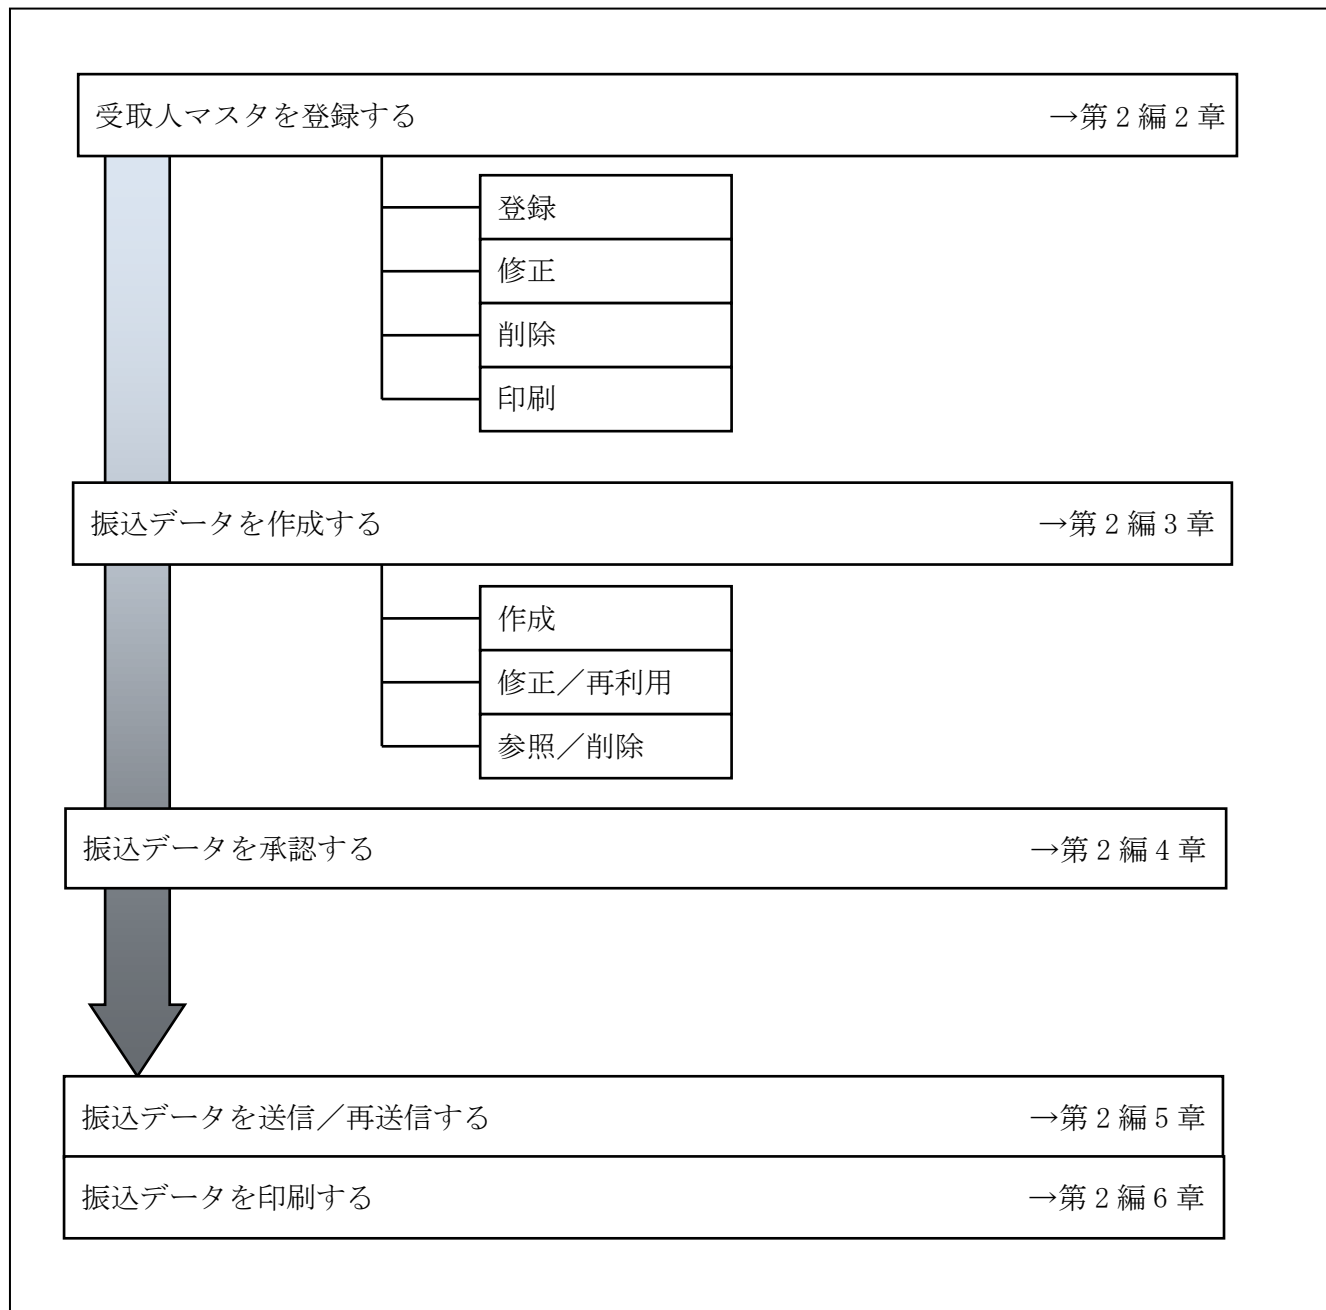 受取人マスタを登録する →第2編2章
登録
修正
削除
印刷
振込データを作成する →第2編3章
作成
修正／再利用
参照／削除
振込データを承認する →第2編4章
振込データを送信／再送信する →第2編5章
振込データを印刷する →第2編6章